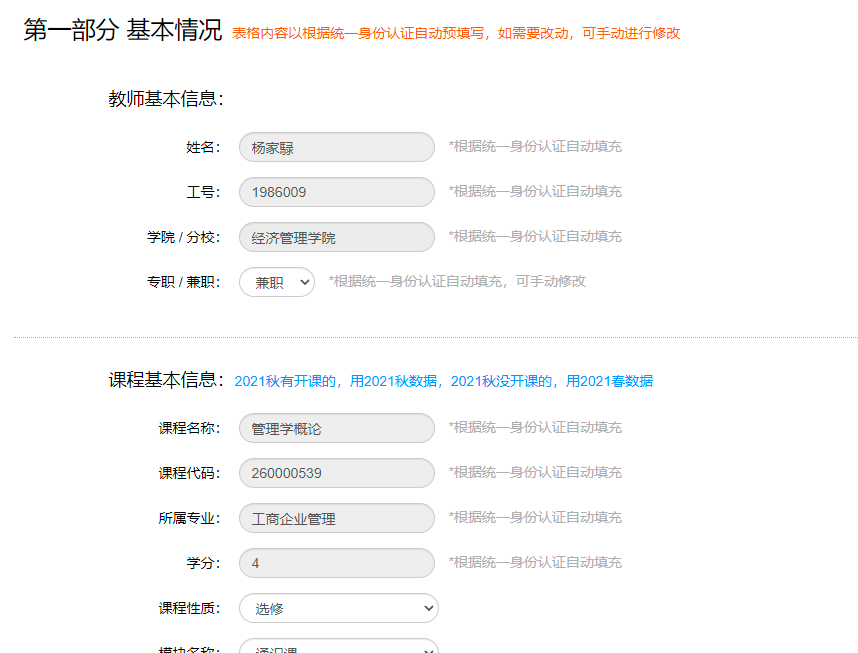 第一部分 基本情况 表格内容以根据统一身份认证自动预填写，如需要改动，可手动进行修改
教师基本信息：
姓名： 杨家騄 *根据统一身份认证自动填充
工号： 1986009 *根据统一身份认证自动填充
学院 / 分校： 经济管理学院 *根据统一身份认证自动填充
专职 / 兼职： 兼职 *根据统一身份认证自动填充，可手动修改
课程基本信息： 2021秋有开课的，用2021秋数据，2021秋没开课的，用2021春数据
课程名称： 管理学概论 *根据统一身份认证自动填充
课程代码： 260000539 *根据统一身份认证自动填充
所属专业： 工商企业管理 *根据统一身份认证自动填充
学分： 4 *根据统一身份认证自动填充
课程性质： 选修
模块名称： 通识课